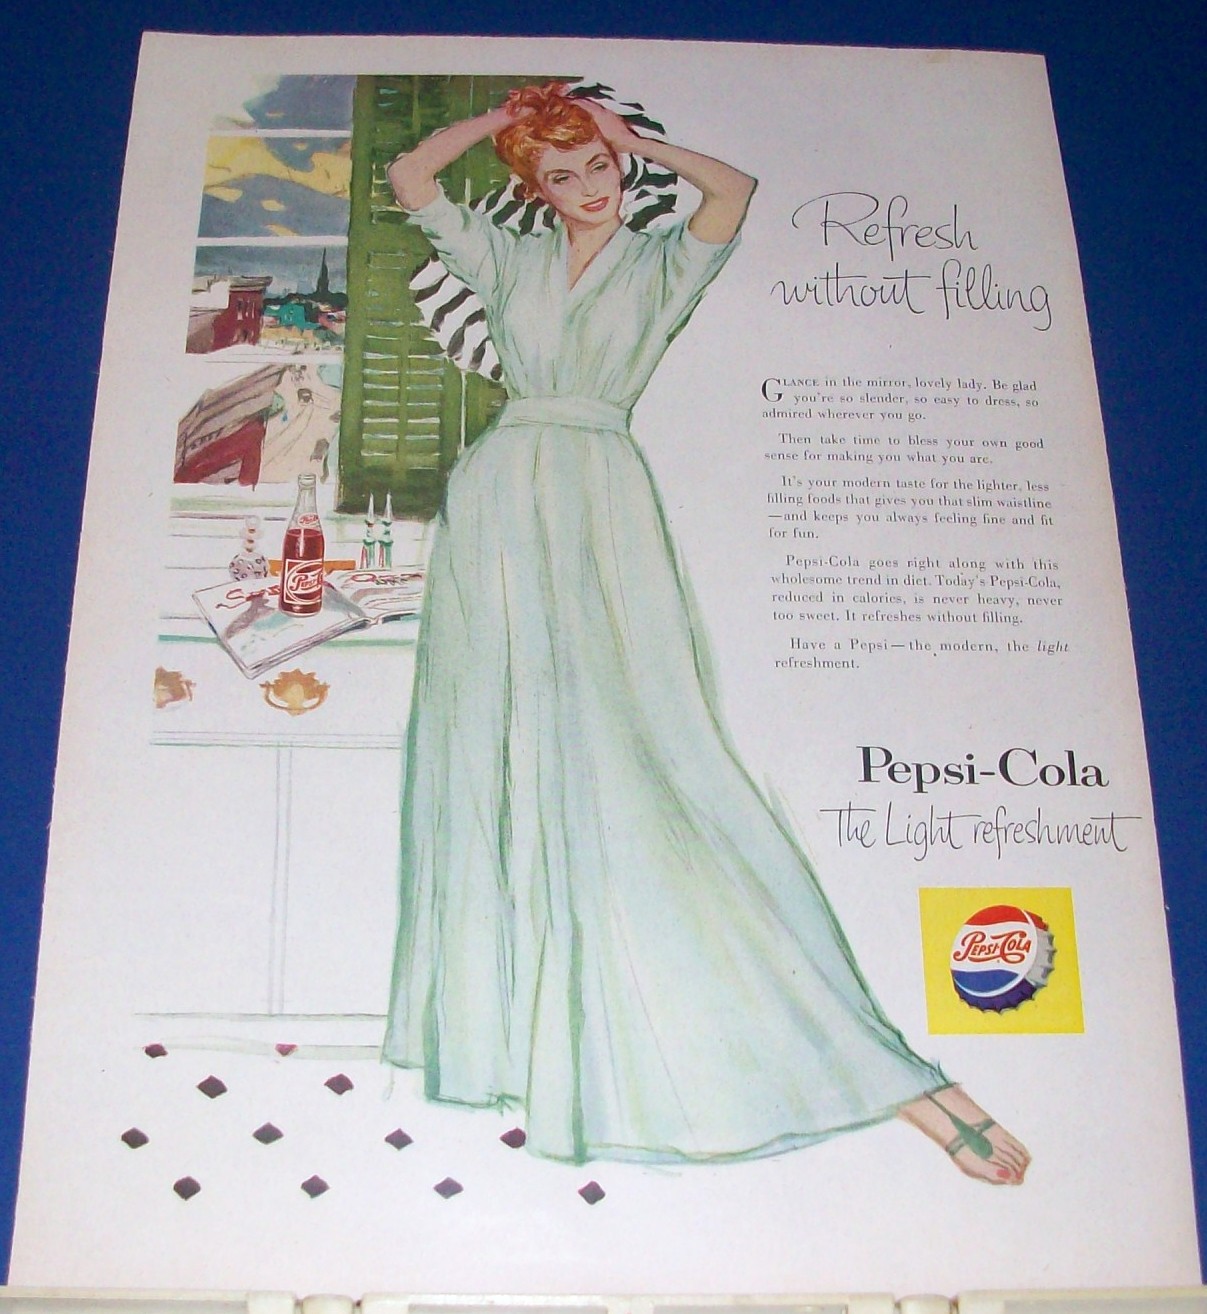 Refresh
without filling
GLANCE in the mirror, lovely lady. Be glad
you're so slender, so easy to dress, so
admired wherever you go.
Then take time to bless your own good
sense for making you what you are.
It's your modern taste for the lighter, less
filling foods that gives you that slim waistline
—and keeps you always feeling fine and fit
for fun.
Pepsi-Cola goes right along with this
wholesome trend in diet. Today's Pepsi-Cola,
reduced in calories, is never heavy, never
too sweet. It refreshes without filling.
Have a Pepsi—the modern, the light
refreshment.
Pepsi-Cola
The Light refreshment
PEPSI-COLA
Pepsi